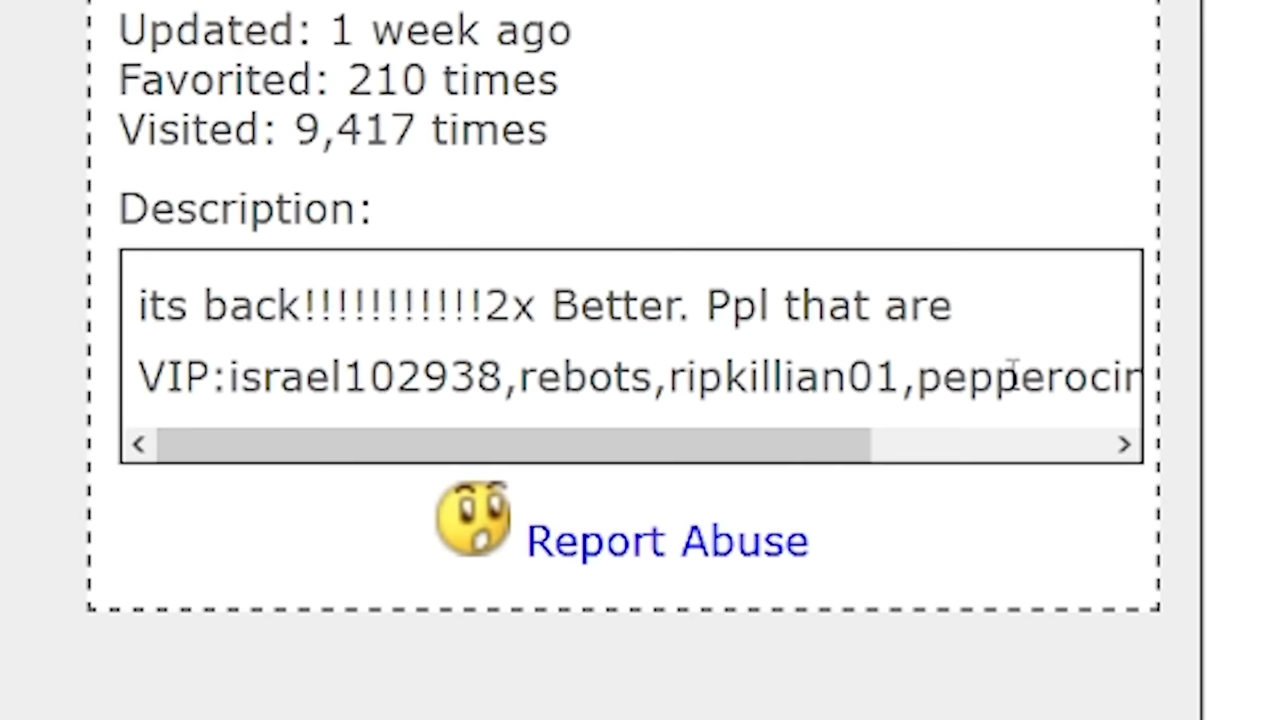 Updated: 1 week ago
Favorited: 210 times
Visited: 9,417 times
Description:
its back!!!!!!!!!!!2x Better. Ppl that are
VIP:israel102938,rebots,ripkillian01,pepperocin
Report Abuse